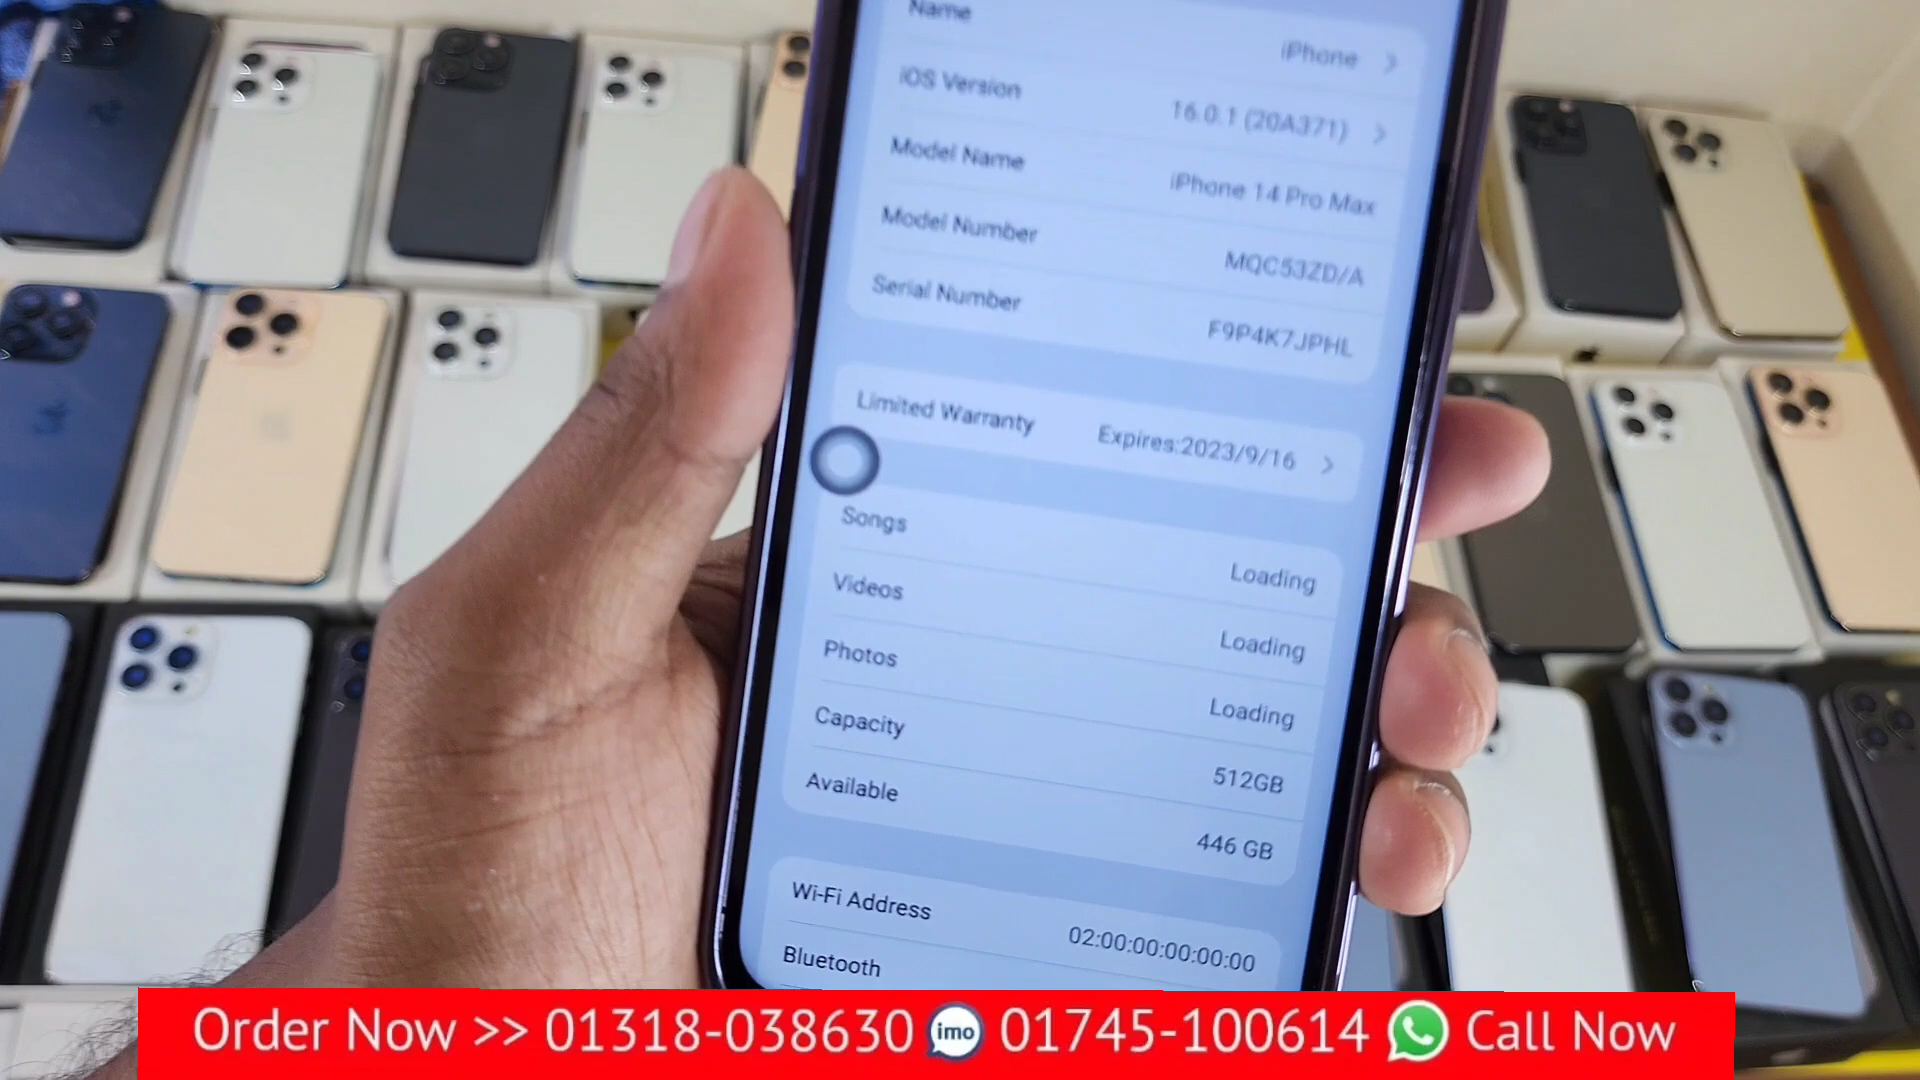 Name
iPhone
iOS Version
16.0.1 (20A371)
Model Name
iPhone 14 Pro Max
Model Number
MQC53ZD/A
Serial Number
F9P4K7JPHL
Limited Warranty
Expires:2023/9/16
Songs
Loading
Videos
Loading
Photos
Loading
Capacity
512GB
Available
446 GB
Wi-Fi Address
02:00:00:00:00:00
Bluetooth
Order Now >> 01318-038630 imo 01745-100614 Call Now